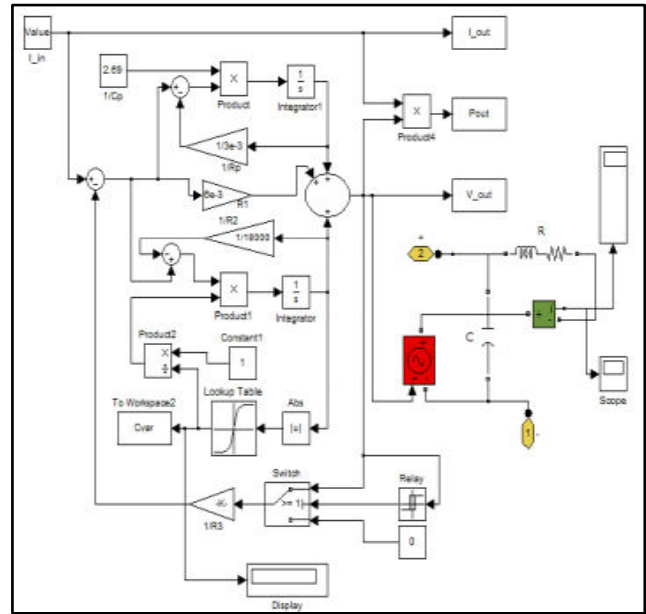 Value
I_in
I_out
2.69
1/Cp
X
Product
1
s
Integrator1
X
Product4
Pout
1/3e-3
1/Rp
+
-
+
+
+
6e-3
R1
V_out
1/R2
1/18000
-
+
X
Product1
1
s
Integrator
+
2
R
Product2
X
÷
Constant1
1
+
-
i
C
To Workspace2
Cvar
Lookup Table
Abs
|u|
Scope
1
-
Switch
>= 1
Relay
-K-
1/R3
0
Display